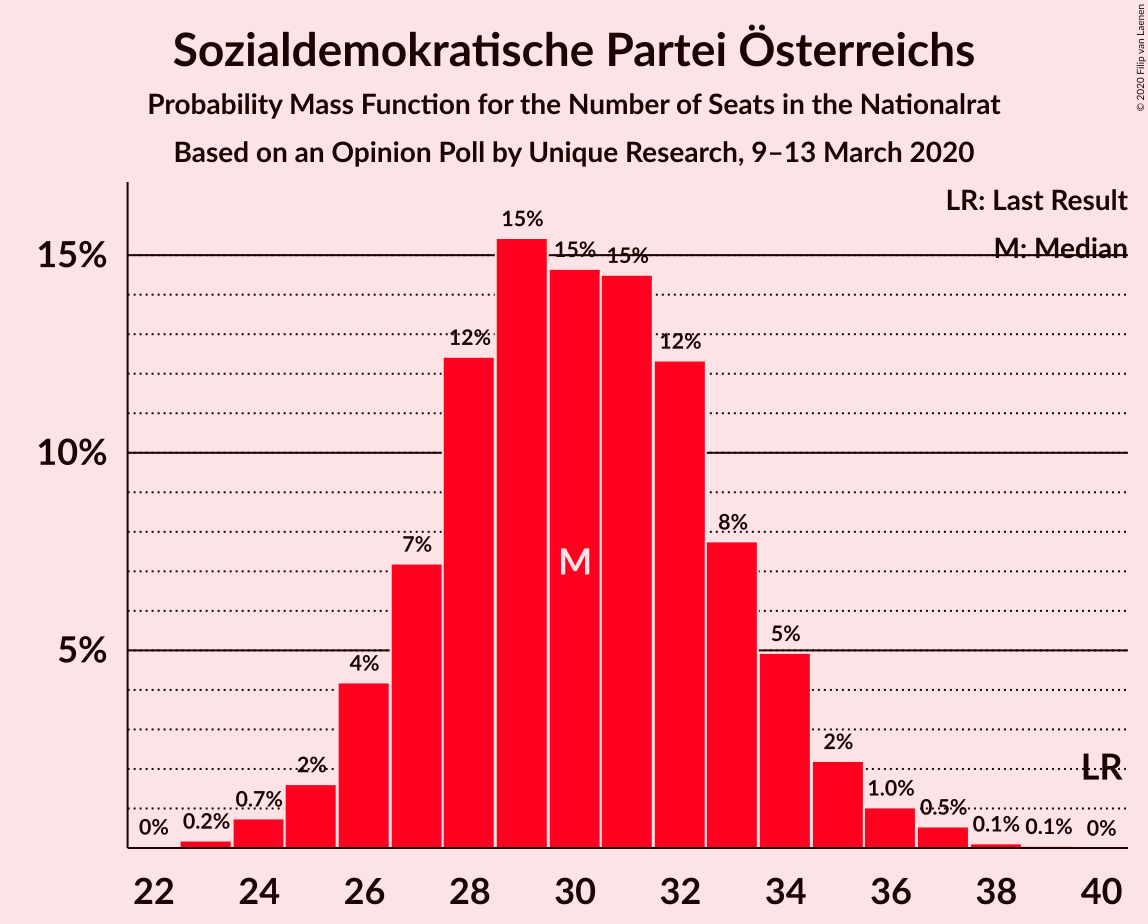 Sozialdemokratische Partei Österreichs
Probability Mass Function for the Number of Seats in the Nationalrat
Based on an Opinion Poll by Unique Research, 9–13 March 2020
© 2020 Filip van Laenen
LR: Last Result
M: Median
15%
10%
5%
0%
0.2%
0.7%
2%
4%
7%
12%
15%
15%
15%
12%
8%
5%
2%
1.0%
0.5%
0.1%
0.1%
0%
M
LR
22 24 26 28 30 32 34 36 38 40